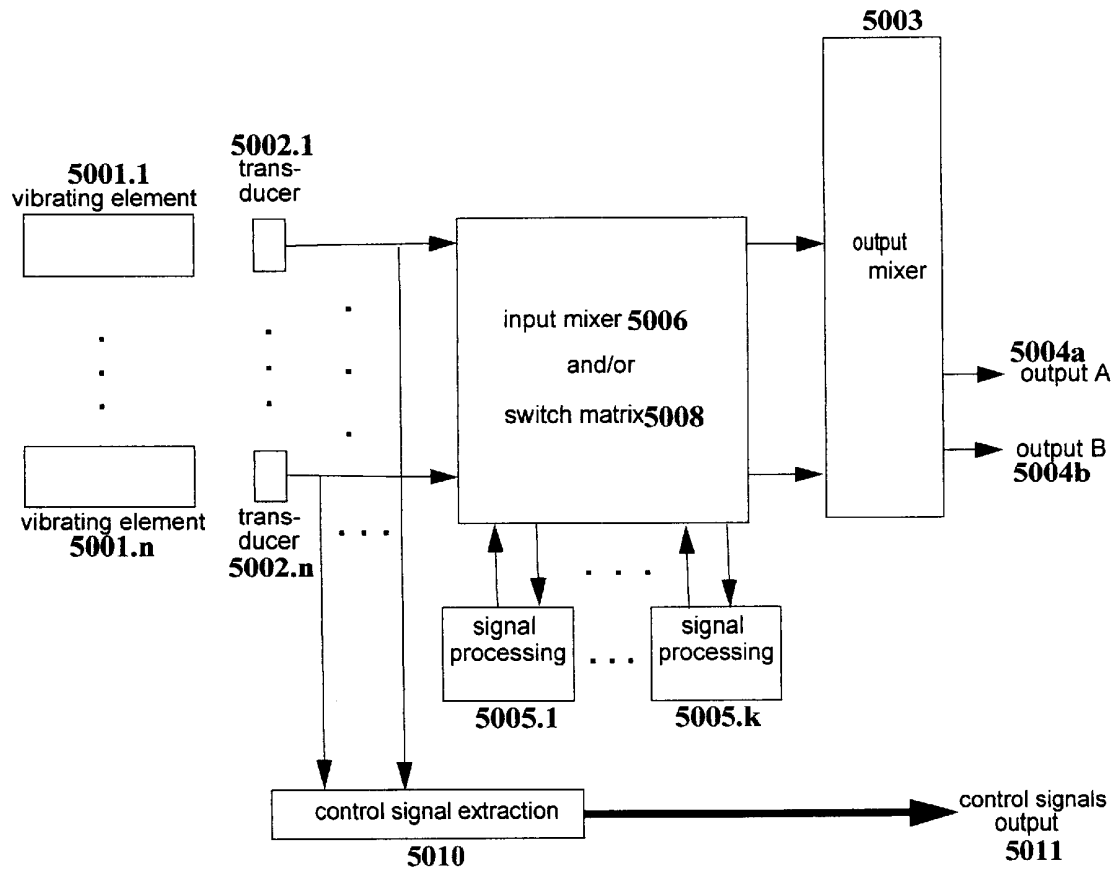 5003
5002.1
trans-
ducer
5001.1
vibrating element
output
mixer
input mixer 5006
and/or
switch matrix 5008
5004a
output A
output B
5004b
vibrating element
5001.n
trans-
ducer
5002.n
signal
processing
5005.1
signal
processing
5005.k
control signal extraction
5010
control signals
output
5011